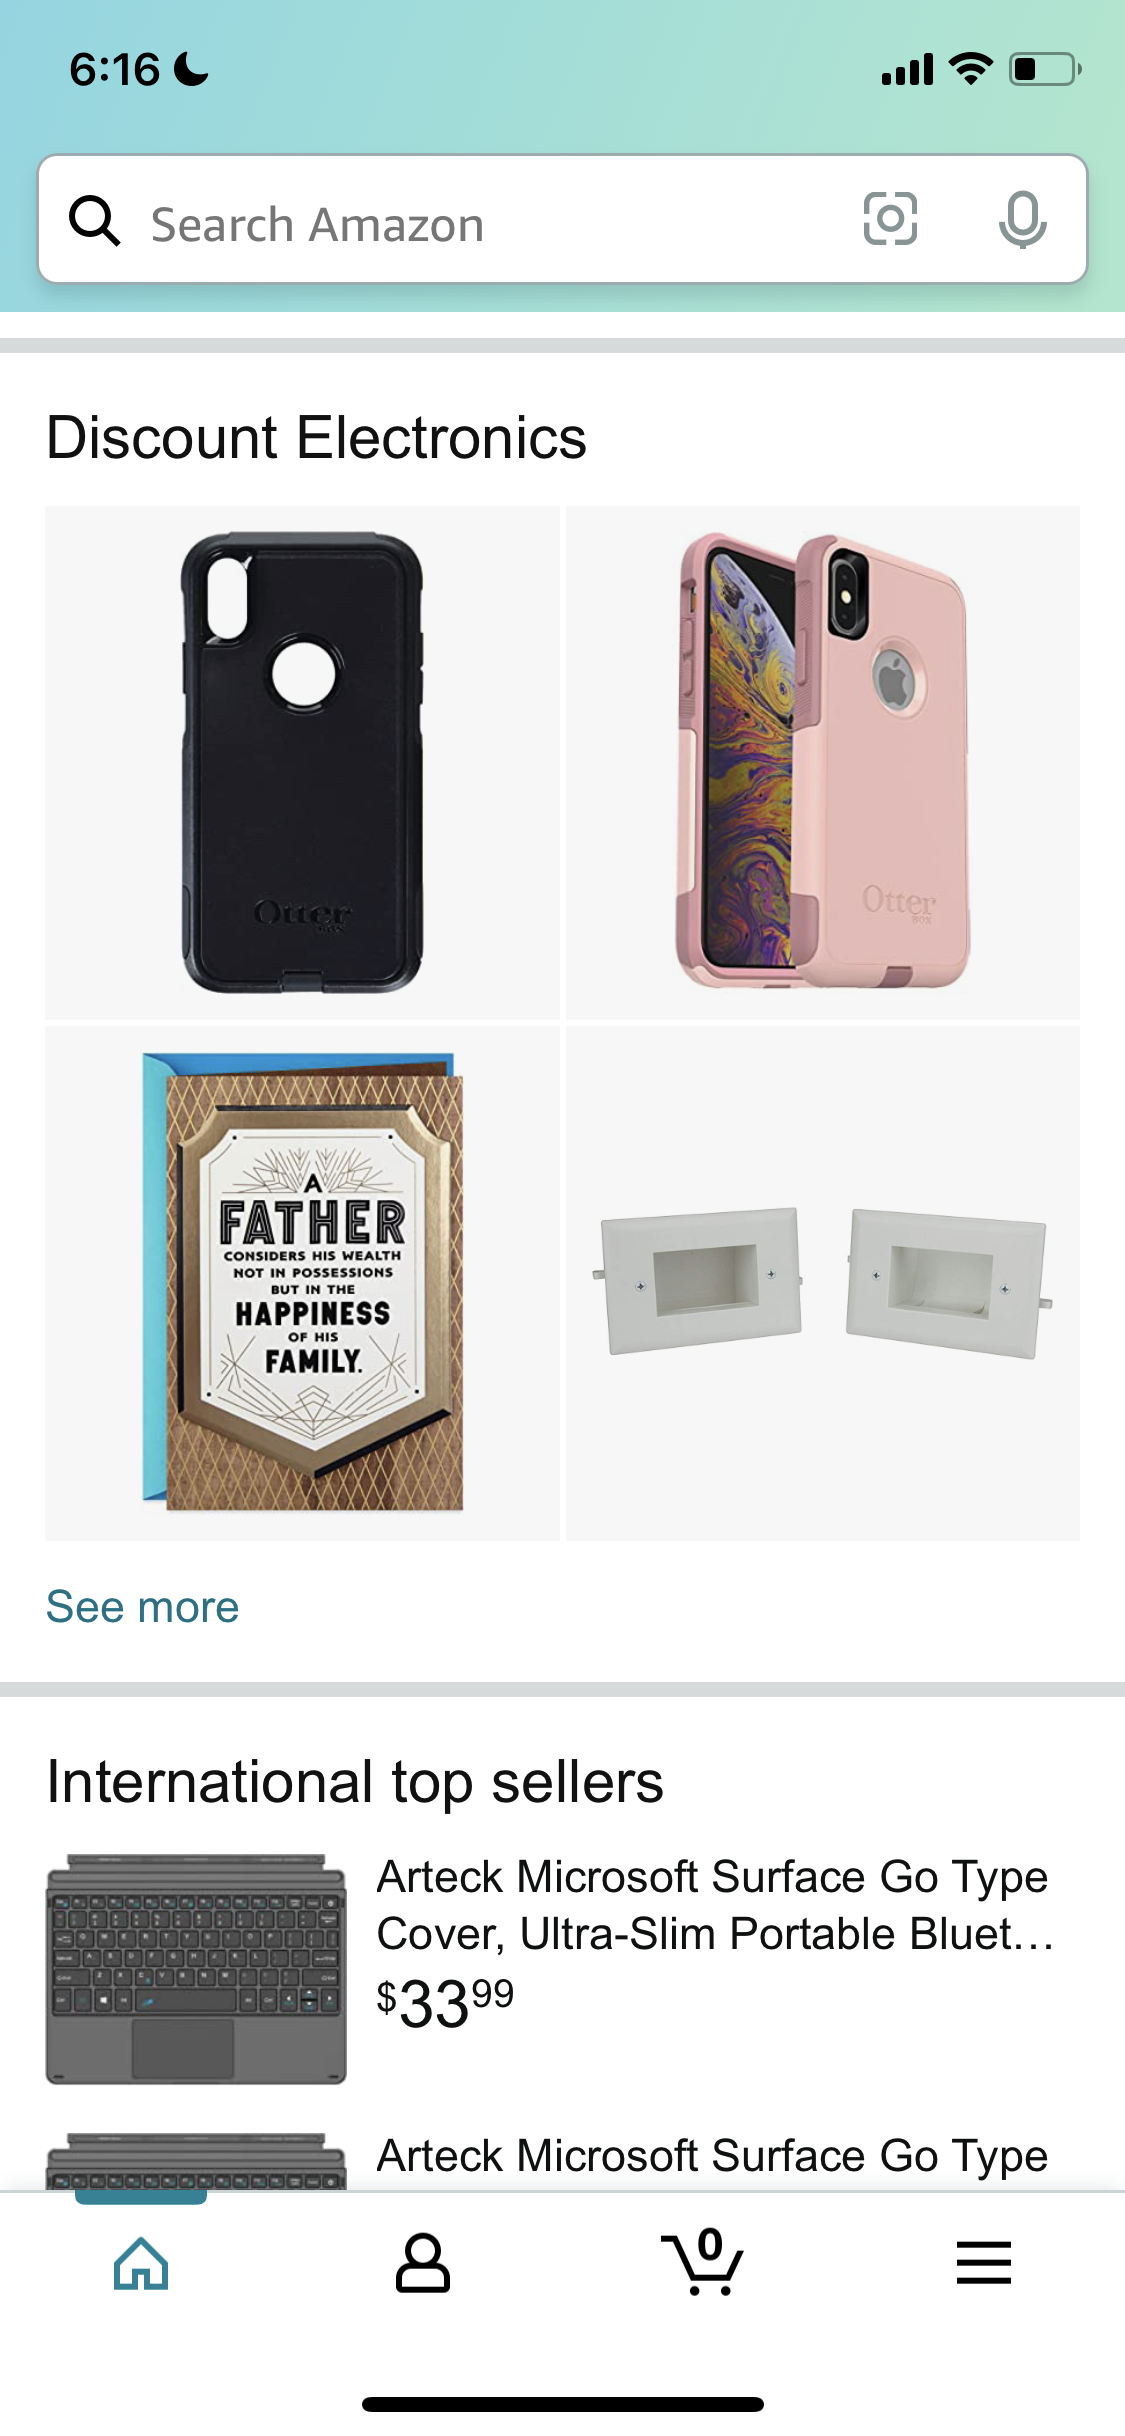 6:16
Search Amazon
Discount Electronics
Otter
BOX
Otter
BOX
A
FATHER
CONSIDERS HIS WEALTH
NOT IN POSSESSIONS
BUT IN THE
HAPPINESS
OF HIS
FAMILY.
See more
International top sellers
Arteck Microsoft Surface Go Type
Cover, Ultra-Slim Portable Bluet...
$33 99
Arteck Microsoft Surface Go Type
0